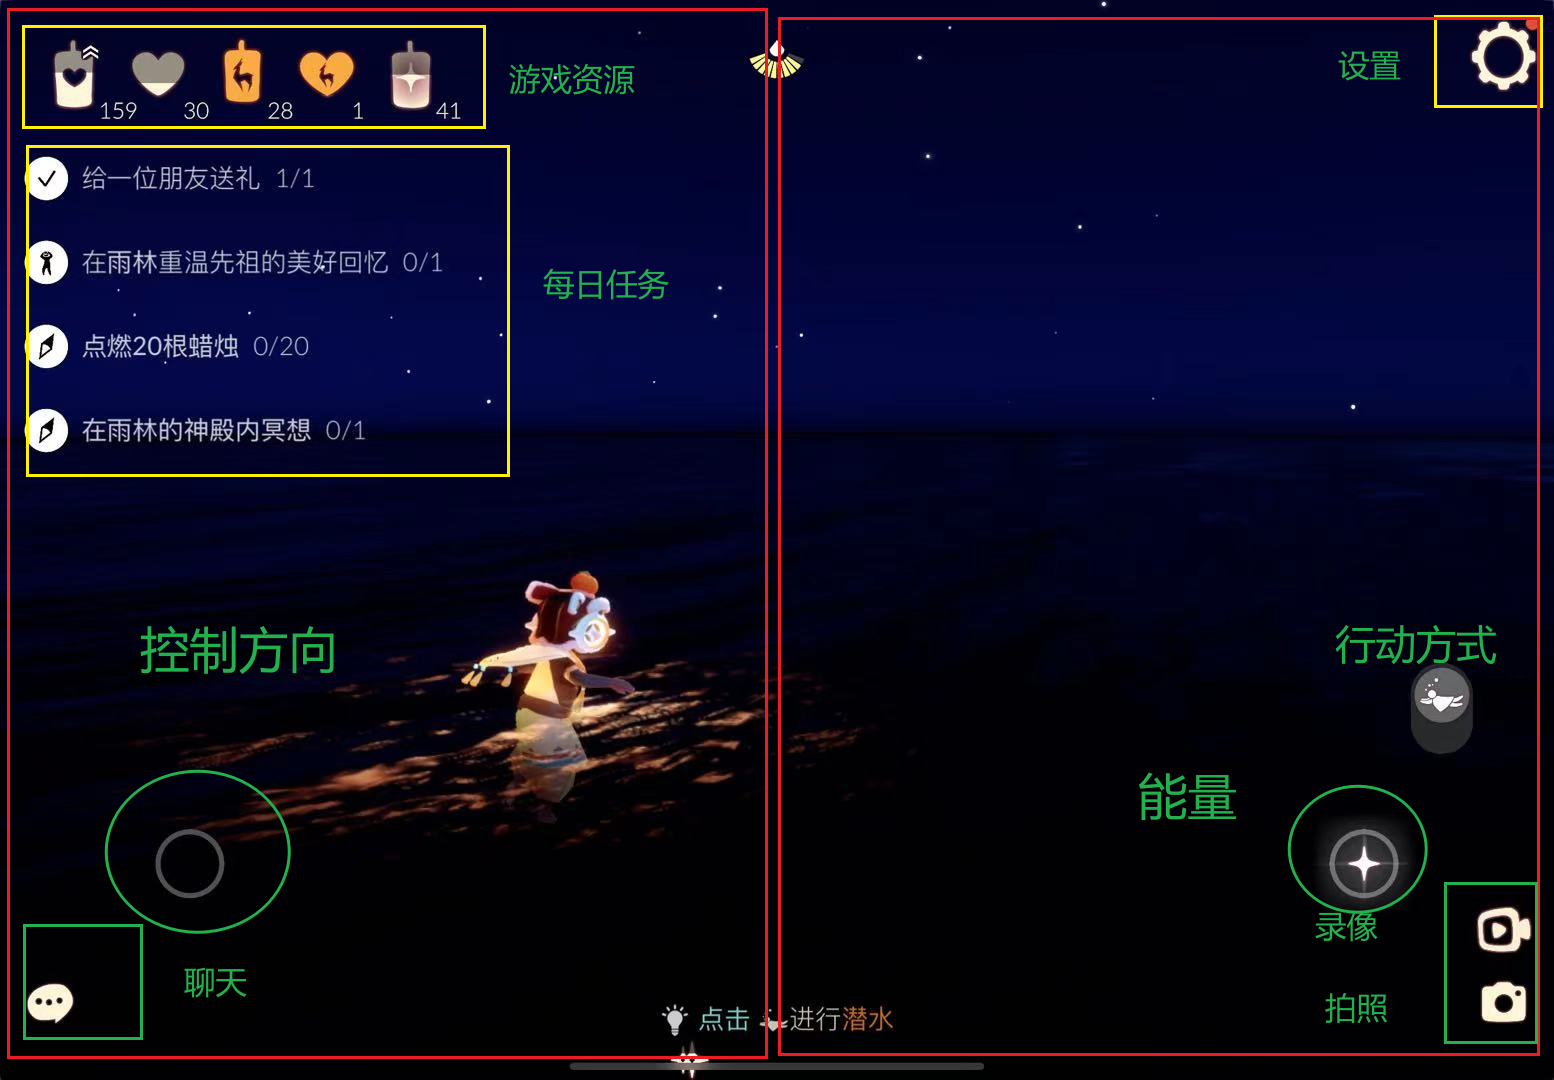 159 30 28 1 41
游戏资源
设置
给一位朋友送礼 1/1
在雨林重温先祖的美好回忆 0/1
每日任务
点燃20根蜡烛 0/20
在雨林的神殿内冥想 0/1
控制方向
行动方式
能量
录像
聊天
拍照
点击 进行潜水